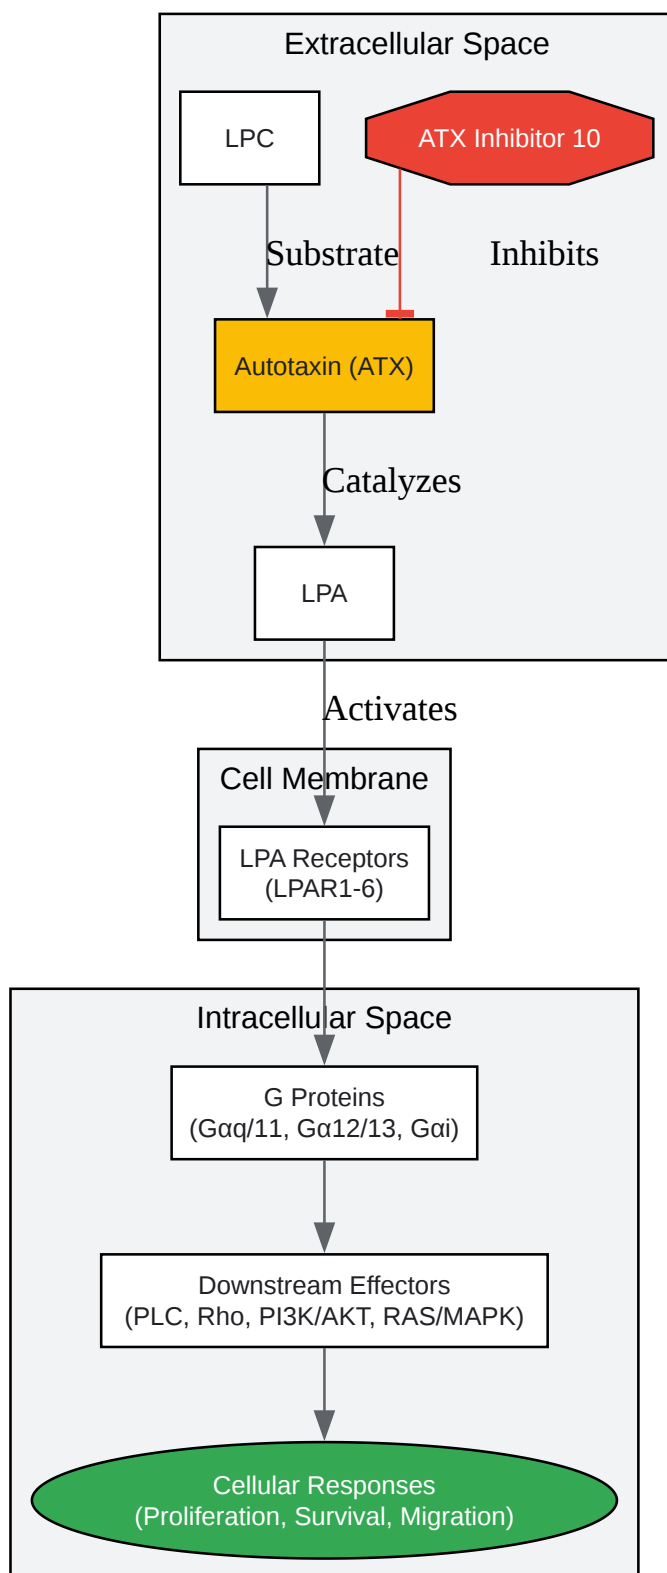 Extracellular Space
LPC
ATX Inhibitor 10
Substrate
Inhibits
Autotaxin (ATX)
Catalyzes
LPA
Activates
Cell Membrane
LPA Receptors
(LPAR1-6)
Intracellular Space
G Proteins
(Gαq/11, Gα12/13, Gαi)
Downstream Effectors
(PLC, Rho, PI3K/AKT, RAS/MAPK)
Cellular Responses
(Proliferation, Survival, Migration)